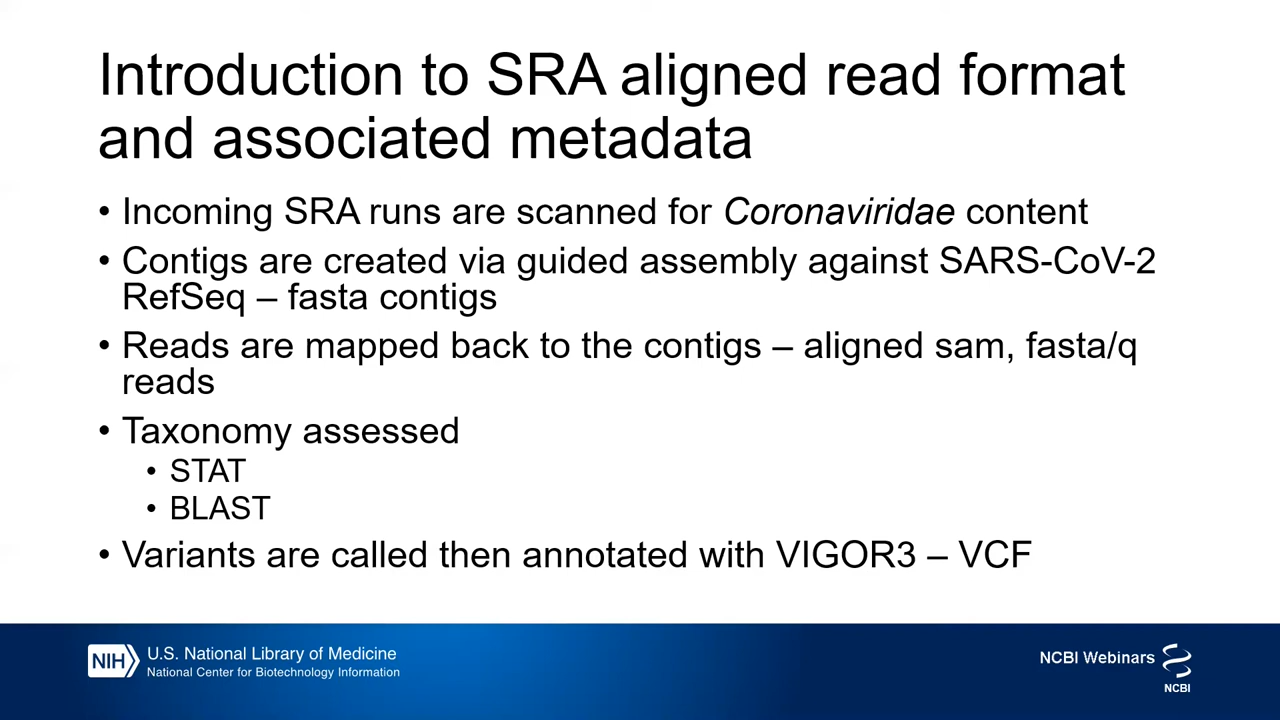 Introduction to SRA aligned read format
and associated metadata
• Incoming SRA runs are scanned for Coronaviridae content
• Contigs are created via guided assembly against SARS-CoV-2
RefSeq – fasta contigs
• Reads are mapped back to the contigs – aligned sam, fasta/q
reads
• Taxonomy assessed
• STAT
• BLAST
• Variants are called then annotated with VIGOR3 – VCF
NIH
U.S. National Library of Medicine
National Center for Biotechnology Information
NCBI Webinars
NCBI